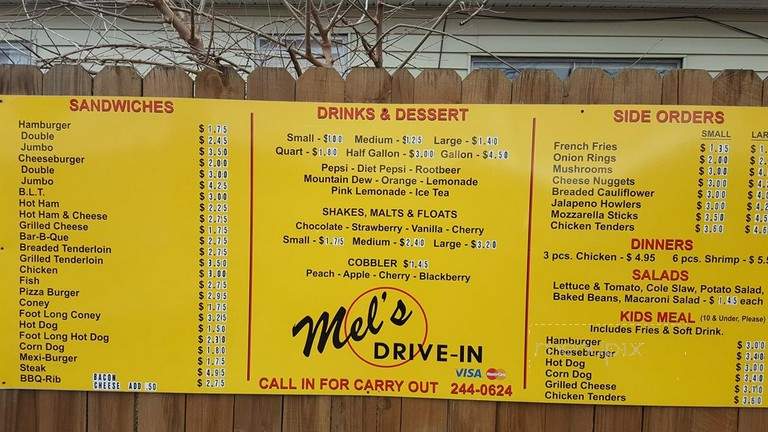 SANDWICHES
Hamburger $ 1.75
Double $ 2.45
Jumbo $ 3.50
Cheeseburger $ 2.00
Double $ 3.00
Jumbo $ 4.25
B.L.T. $ 3.00
Hot Ham $ 2.25
Hot Ham & Cheese $ 2.75
Grilled Cheese $ 1.75
Bar-B-Que $ 2.75
Breaded Tenderloin $ 2.75
Grilled Tenderloin $ 3.50
Chicken $ 3.00
Fish $ 2.75
Pizza Burger $ 2.95
Coney $ 1.75
Foot Long Coney $ 3.25
Hot Dog $ 1.50
Foot Long Hot Dog $ 2.30
Corn Dog $ 1.80
Mexi-Burger $ 1.75
Steak $ 4.95
BBQ-Rib $ 2.75
BACON
CHEESE ADD .50
DRINKS & DESSERT
Small - $1.00 Medium - $1.25 Large - $1.40
Quart - $1.80 Half Gallon - $3.00 Gallon - $4.50
Pepsi - Diet Pepsi - Rootbeer
Mountain Dew - Orange - Lemonade
Pink Lemonade - Ice Tea
SHAKES, MALTS & FLOATS
Chocolate - Strawberry - Vanilla - Cherry
Small - $1.75 Medium - $2.40 Large - $3.20
COBBLER $1.45
Peach - Apple - Cherry - Blackberry
Mel's
DRIVE-IN
VISA
CALL IN FOR CARRY OUT 244-0624
SIDE ORDERS
SMALL LAR
French Fries $ 1.35 $ 1.
Onion Rings $ 2.00 $
Mushrooms $ 3.00 $
Cheese Nuggets $ 3.00 $
Breaded Cauliflower $ 3.00 $
Jalapeno Howlers $ 3.00 $
Mozzarella Sticks $ 3.50 $
Chicken Tenders $ 3.60 $
DINNERS
3 pcs. Chicken - $ 4.95 6 pcs. Shrimp - $
SALADS
Lettuce & Tomato, Cole Slaw, Potato Salad,
Baked Beans, Macaroni Salad - $ 1.45 each
KIDS MEAL (10 & Under, Please)
Includes Fries & Soft Drink.
Hamburger $ 3.00
Cheeseburger $ 3.40
Hot Dog $ 3.00
Corn Dog $ 3.40
Grilled Cheese $ 3.10
Chicken Tenders $ 3.60